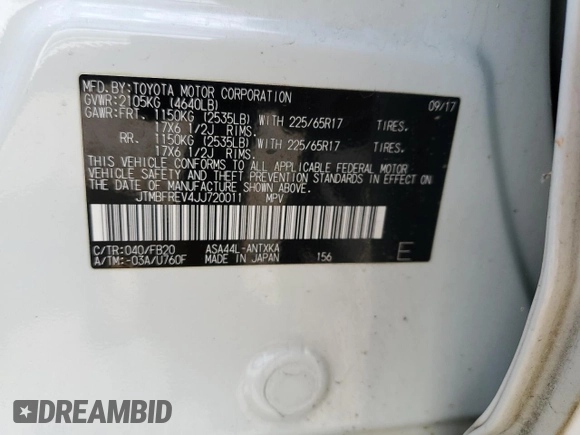 MFD.BY:TOYOTA MOTOR CORPORATION 09/17
GVWR:2105KG (4640LB)
GAWR:FRT. 1150KG (2535LB) WITH 225/65R17 TIRES.
17X6 1/2J RIMS.
RR. 1150KG (2535LB) WITH 225/65R17 TIRES.
17X6 1/2J RIMS.
THIS VEHICLE CONFORMS TO ALL APPLICABLE FEDERAL MOTOR
VEHICLE SAFETY AND THEFT PREVENTION STANDARDS IN EFFECT
ON THE DATE OF MANUFACTURE SHOWN ABOVE.
JTMBFREV4JJ720011 MPV
C/TR:040/FB20 ASA44L-ANTXKA E
A/TM:-03A/U760F MADE IN JAPAN 156
DREAMBID